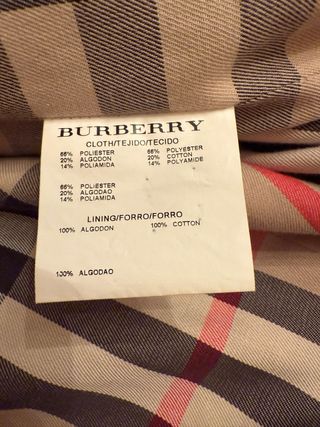 BURBERRY
CLOTH/TEJIDO/TECIDO
66% POLIESTER 66% POLYESTER
20% ALGODON 20% COTTON
14% POLIAMIDA 14% POLYAMIDE
66% POLIESTER
20% ALGODAO
14% POLIAMIDA
LINING/FORRO/FORRO
100% ALGODON 100% COTTON
100% ALGODAO